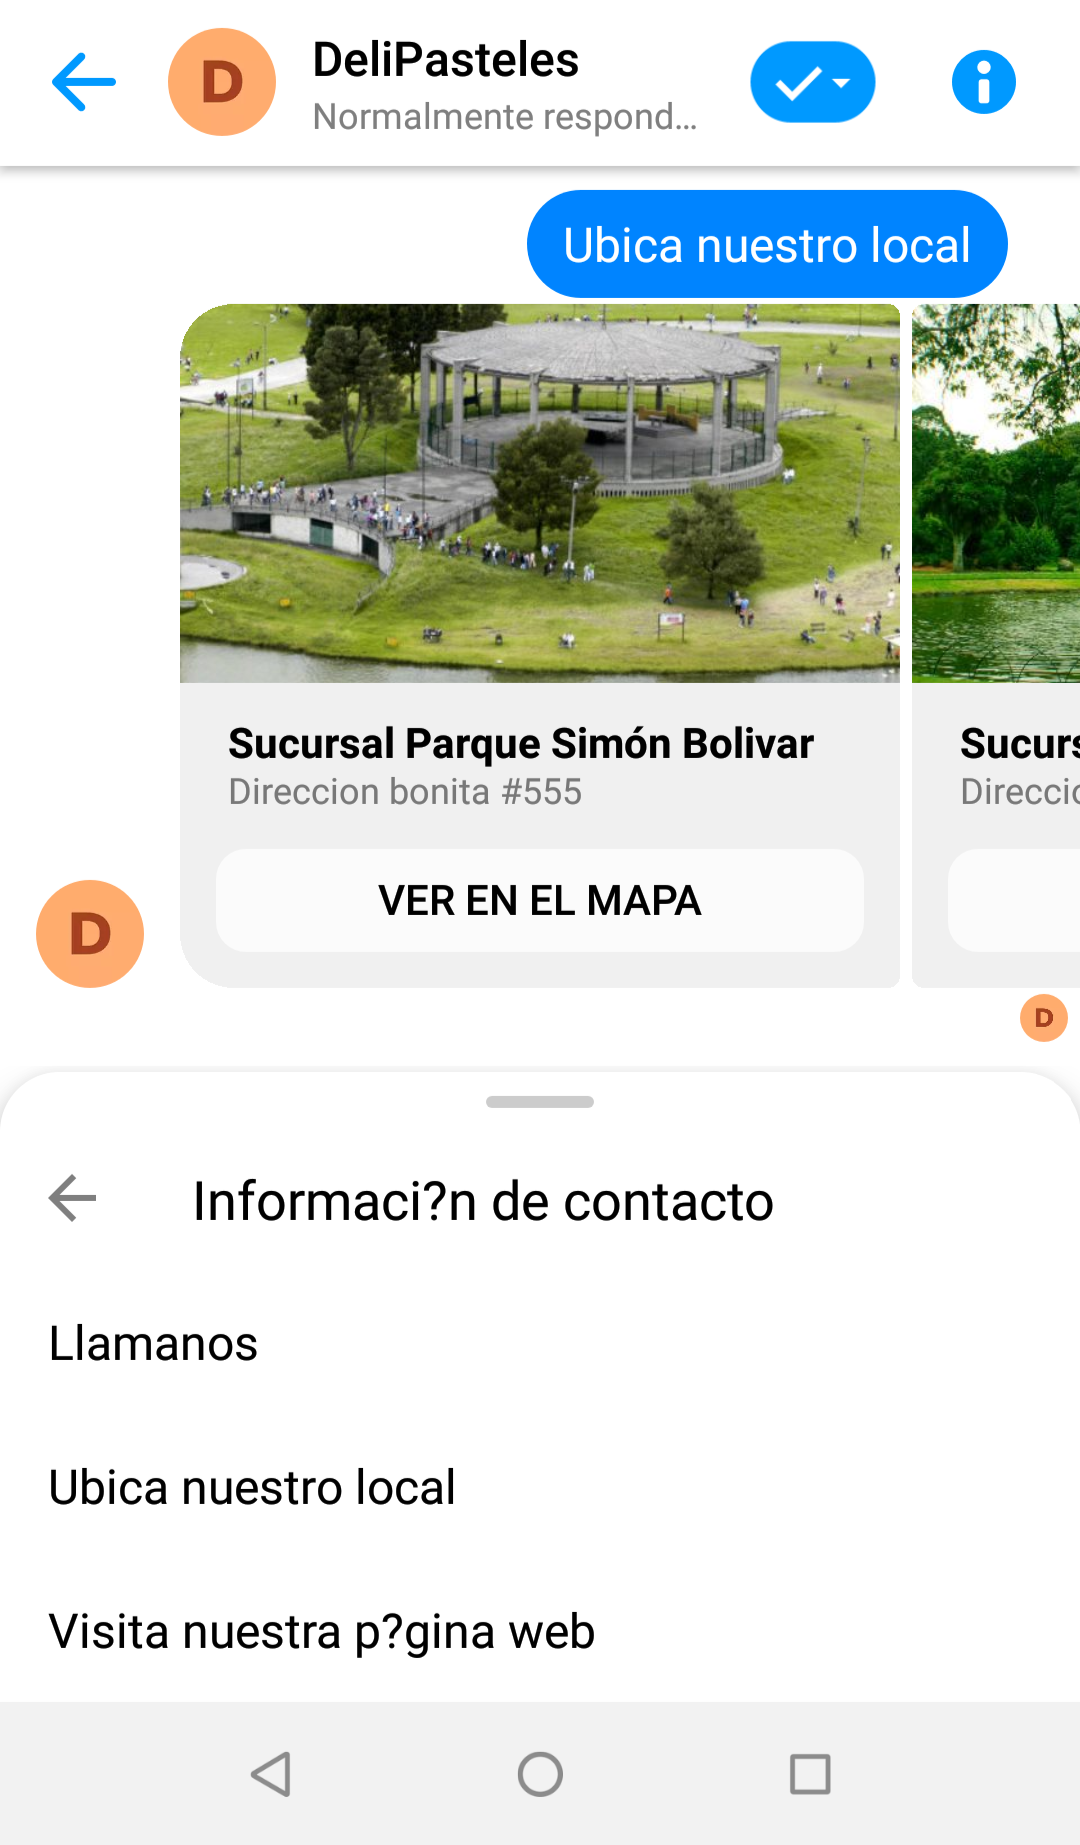 D
DeliPasteles
Normalmente respond...
Ubica nuestro local
Sucursal Parque Simón Bolivar
Direccion bonita #555
VER EN EL MAPA
Sucurs
Direccio
D
D
Informaci?n de contacto
Llamanos
Ubica nuestro local
Visita nuestra p?gina web